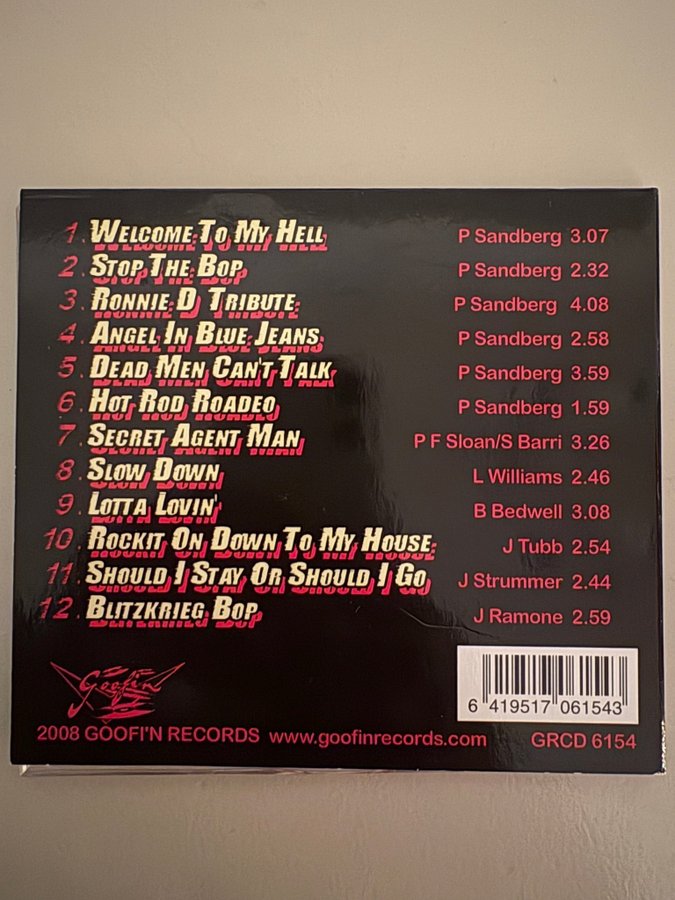 1. Welcome To My Hell P Sandberg 3.07
2. Stop The Bop P Sandberg 2.32
3. Ronnie D Tribute P Sandberg 4.08
4. Angel In Blue Jeans P Sandberg 2.58
5. Dead Men Can't Talk P Sandberg 3.59
6. Hot Rod Roadeo P Sandberg 1.59
7. Secret Agent Man P F Sloan/S Barri 3.26
8. Slow Down L Williams 2.46
9. Lotta Lovin' B Bedwell 3.08
10. Rockit On Down To My House J Tubb 2.54
11. Should I Stay Or Should I Go J Strummer 2.44
12. Blitzkrieg Bop J Ramone 2.59
Goofin
6 419517 061543
2008 GOOFI'N RECORDS www.goofinrecords.com GRCD 6154